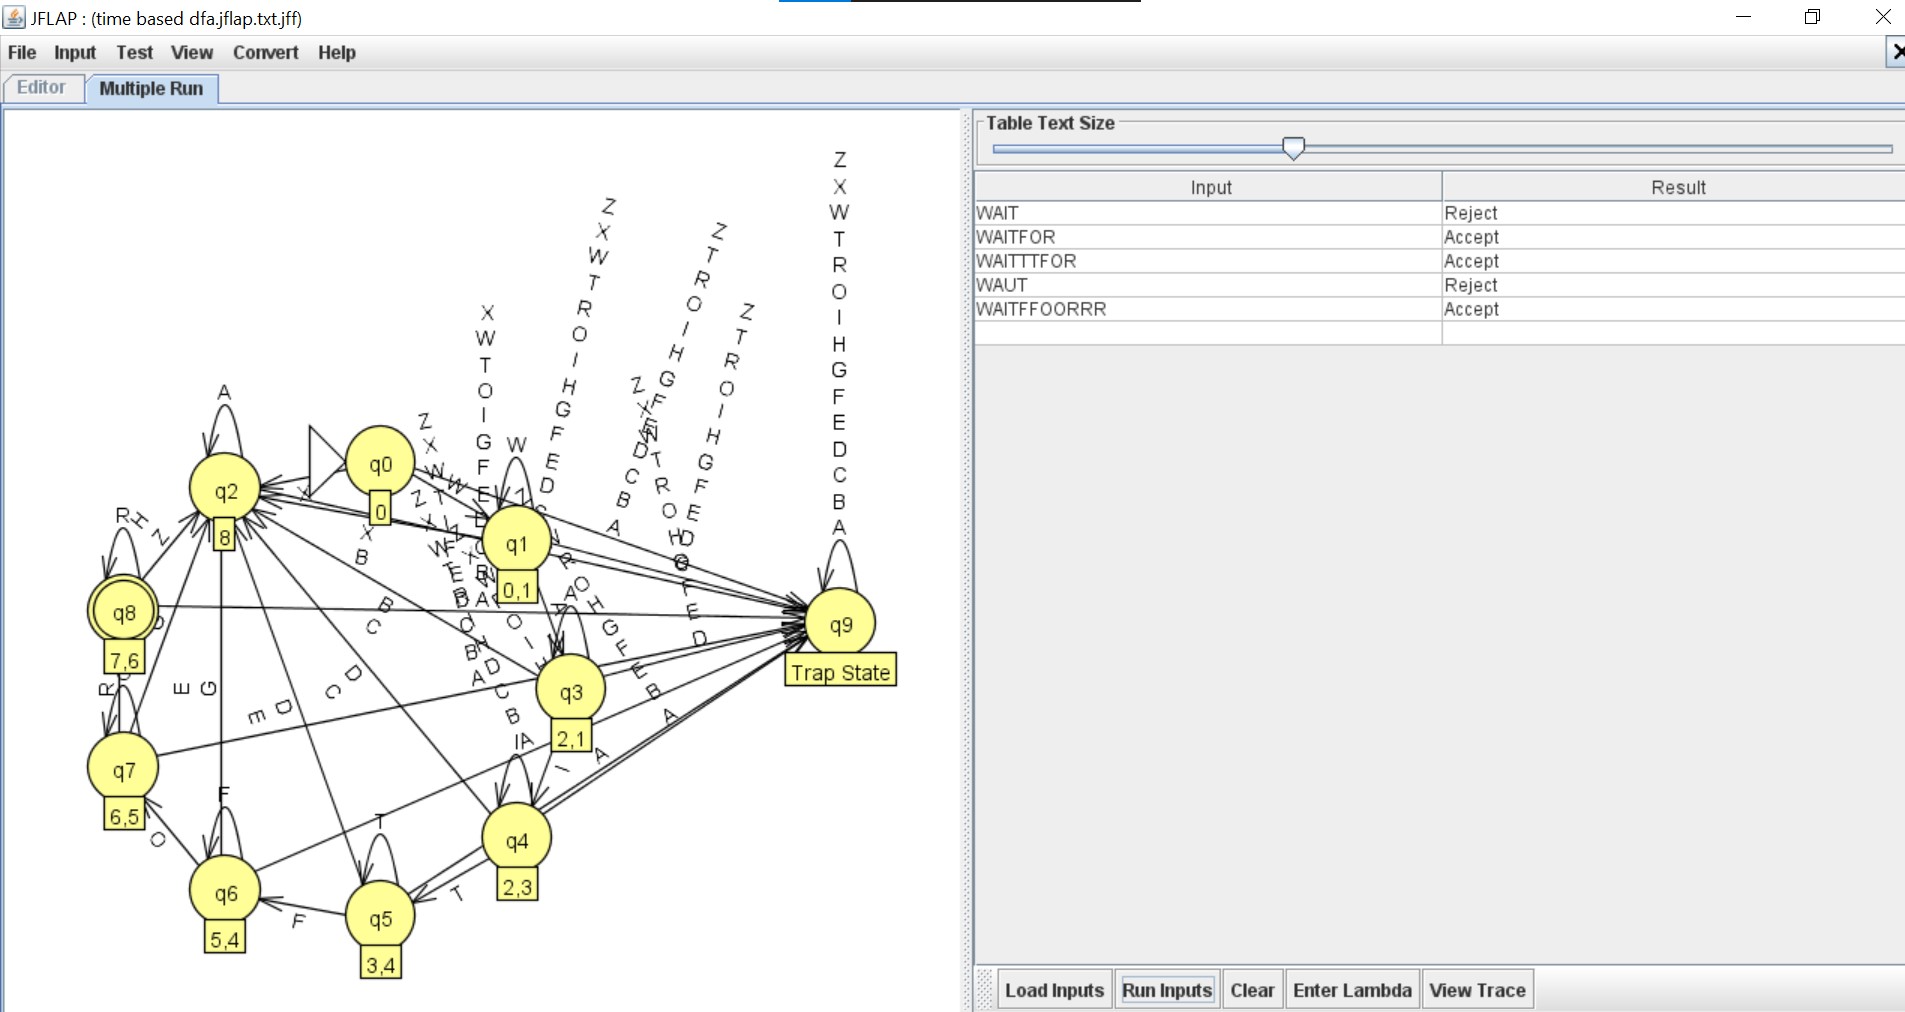 JFLAP : (time based dfa.jflap.txt.jff)
File Input Test View Convert Help
Editor Multiple Run
Table Text Size
Input Result
WAIT Reject
WAITFOR Accept
WAITTTFOR Accept
WAUT Reject
WAITFFOORRR Accept
Z
X
W
T
R
O
I
H
G
F
E
D
C
B
A
Z
X
W
T
R
O
I
H
G
F
E
D
Z
T
R
O
I
H
G
F
Z
T
R
O
I
H
G
F
E
D
X
W
T
O
I
G
F
E
A
W
q0
0
q2
8
q1
0,1
q8
7,6
q9
Trap State
q3
2,1
q7
6,5
q4
2,3
q6
5,4
q5
3,4
R
H
Z
X
B
B
C
D
C
E
G
E
D
R
O
F
F
T
T
I
A
Load Inputs Run Inputs Clear Enter Lambda View Trace